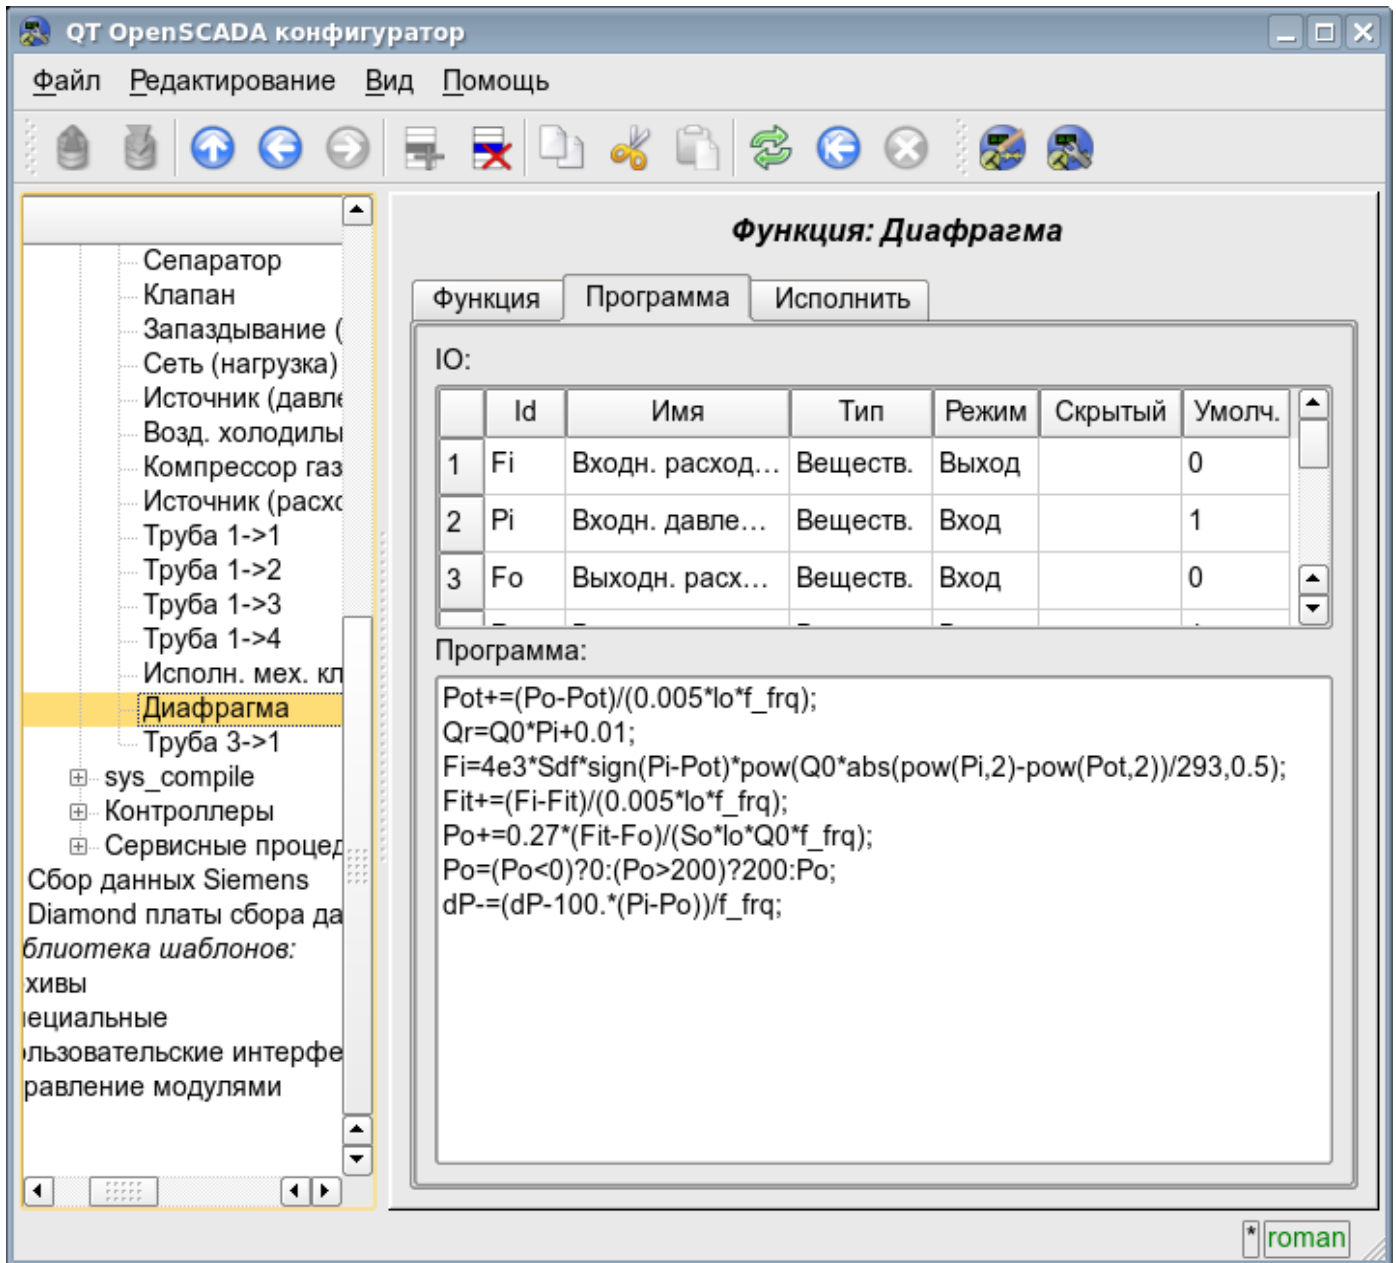 QT OpenSCADA конфигуратор
Файл Редактирование Вид Помощь
Сепаратор
Клапан
Запаздывание (
Сеть (нагрузка)
Источник (давле
Возд. холодиль
Компрессор газ
Источник (расхо
Труба 1->1
Труба 1->2
Труба 1->3
Труба 1->4
Исполн. мех. кл
Диафрагма
Труба 3->1
sys_compile
Контроллеры
Сервисные процед
Сбор данных Siemens
Diamond платы сбора да
блиотека шаблонов:
хивы
ециальные
льзовательские интерфе
равление модулями
Функция: Диафрагма
Функция Программа Исполнить
IO:
Id Имя Тип Режим Скрытый Умолч.
1 Fi Входн. расход... Веществ. Выход 0
2 Pi Входн. давле... Веществ. Вход 1
3 Fo Выходн. расх... Веществ. Вход 0
Программа:
Pot+=(Po-Pot)/(0.005*lo*f_frq);
Qr=Q0*Pi+0.01;
Fi=4e3*Sdf*sign(Pi-Pot)*pow(Q0*abs(pow(Pi,2)-pow(Pot,2))/293,0.5);
Fit+=(Fi-Fit)/(0.005*lo*f_frq);
Po+=0.27*(Fit-Fo)/(So*lo*Q0*f_frq);
Po=(Po<0)?0:(Po>200)?200:Po;
dP-=(dP-100.*(Pi-Po))/f_frq;
* roman